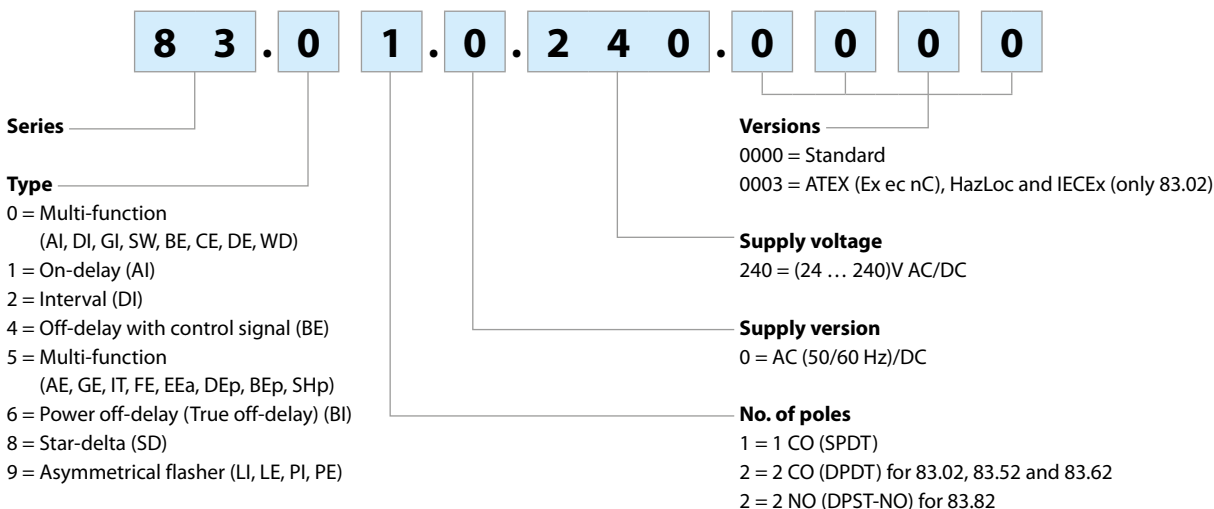 8 3 . 0 1 . 0 . 2 4 0 . 0 0 0 0
Series
Type
0 = Multi-function
(AI, DI, GI, SW, BE, CE, DE, WD)
1 = On-delay (AI)
2 = Interval (DI)
4 = Off-delay with control signal (BE)
5 = Multi-function
(AE, GE, IT, FE, EEa, DEp, BEp, SHp)
6 = Power off-delay (True off-delay) (BI)
8 = Star-delta (SD)
9 = Asymmetrical flasher (LI, LE, PI, PE)
Versions
0000 = Standard
0003 = ATEX (Ex ec nC), HazLoc and IECEx (only 83.02)
Supply voltage
240 = (24 … 240)V AC/DC
Supply version
0 = AC (50/60 Hz)/DC
No. of poles
1 = 1 CO (SPDT)
2 = 2 CO (DPDT) for 83.02, 83.52 and 83.62
2 = 2 NO (DPST-NO) for 83.82